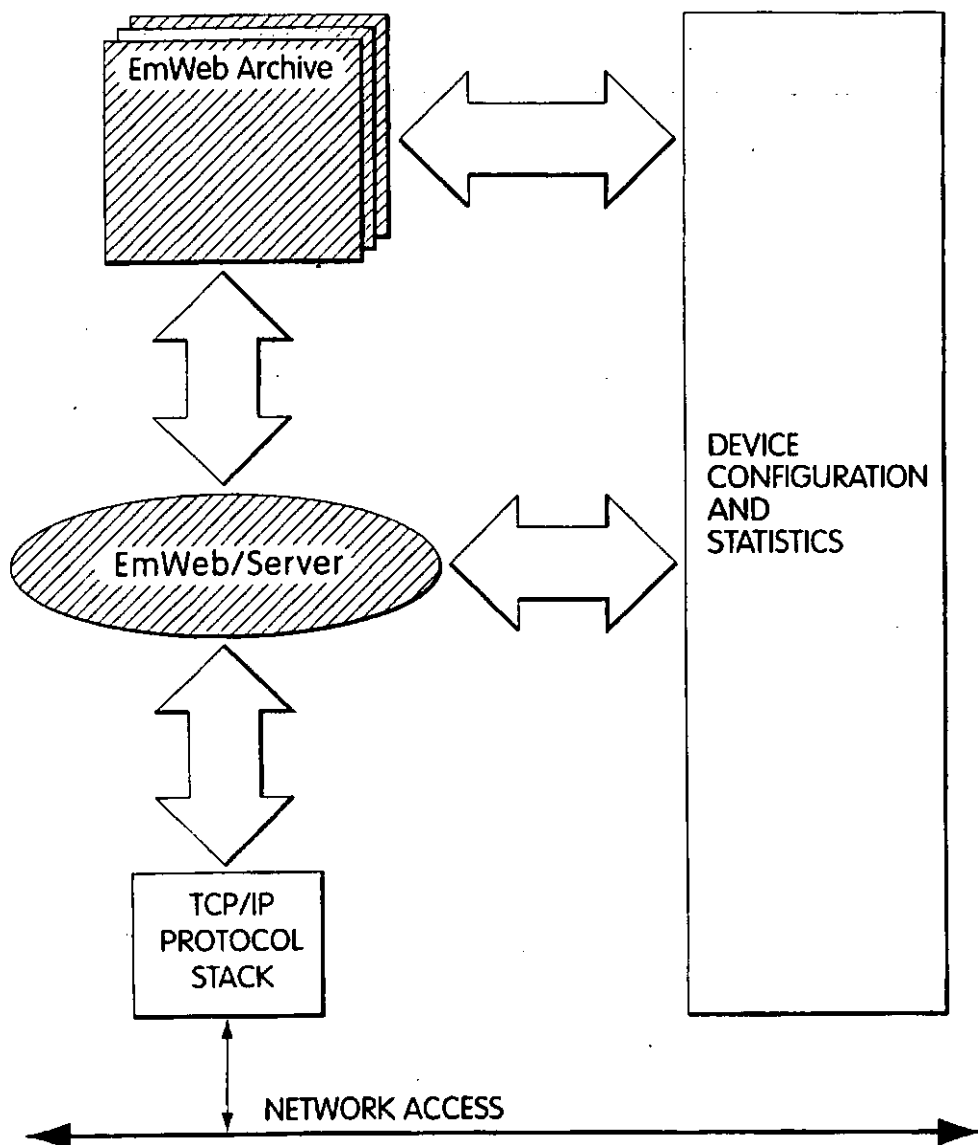 EmWeb Archive
DEVICE
CONFIGURATION
AND
STATISTICS
EmWeb/Server
TCP/IP
PROTOCOL
STACK
NETWORK ACCESS